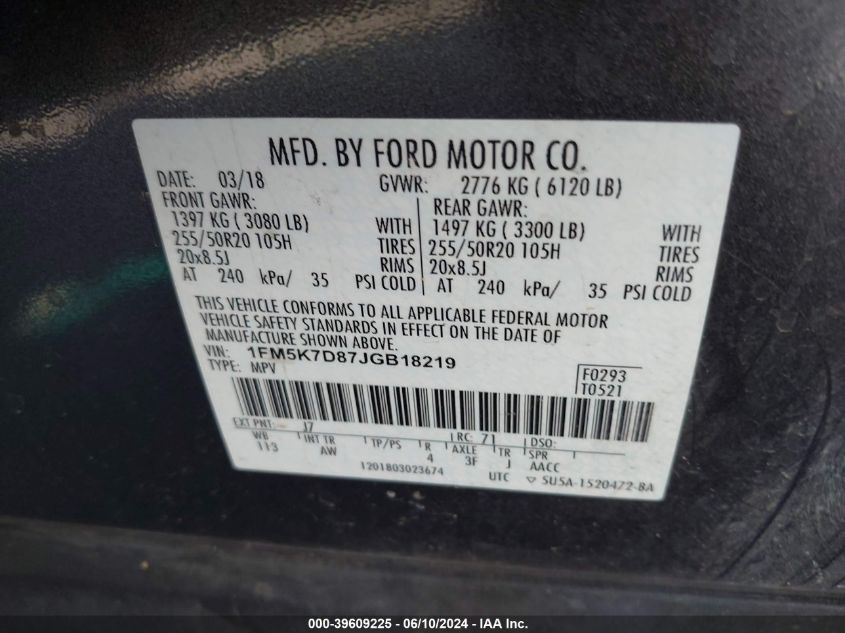 MFD. BY FORD MOTOR CO.
DATE: 03/18 GVWR: 2776 KG ( 6120 LB)
FRONT GAWR: REAR GAWR:
1397 KG ( 3080 LB) WITH 1497 KG ( 3300 LB) WITH
255/50R20 105H TIRES 255/50R20 105H TIRES
20x8.5J RIMS 20x8.5J RIMS
AT 240 kPa/ 35 PSI COLD AT 240 kPa/ 35 PSI COLD
THIS VEHICLE CONFORMS TO ALL APPLICABLE FEDERAL MOTOR
VEHICLE SAFETY STANDARDS IN EFFECT ON THE DATE OF
MANUFACTURE SHOWN ABOVE.
VIN: 1FM5K7D87JGB18219
TYPE: MPV
F0293
T0521
EXT PNT: J7 RC: 71 DSO:
WB INT TR TP/PS R AXLE TR SPR
113 AW 4 3F J AACC
1201803023674 UTC ▽ SU5A-1520472-BA
000-39609225 - 06/10/2024 - IAA Inc.